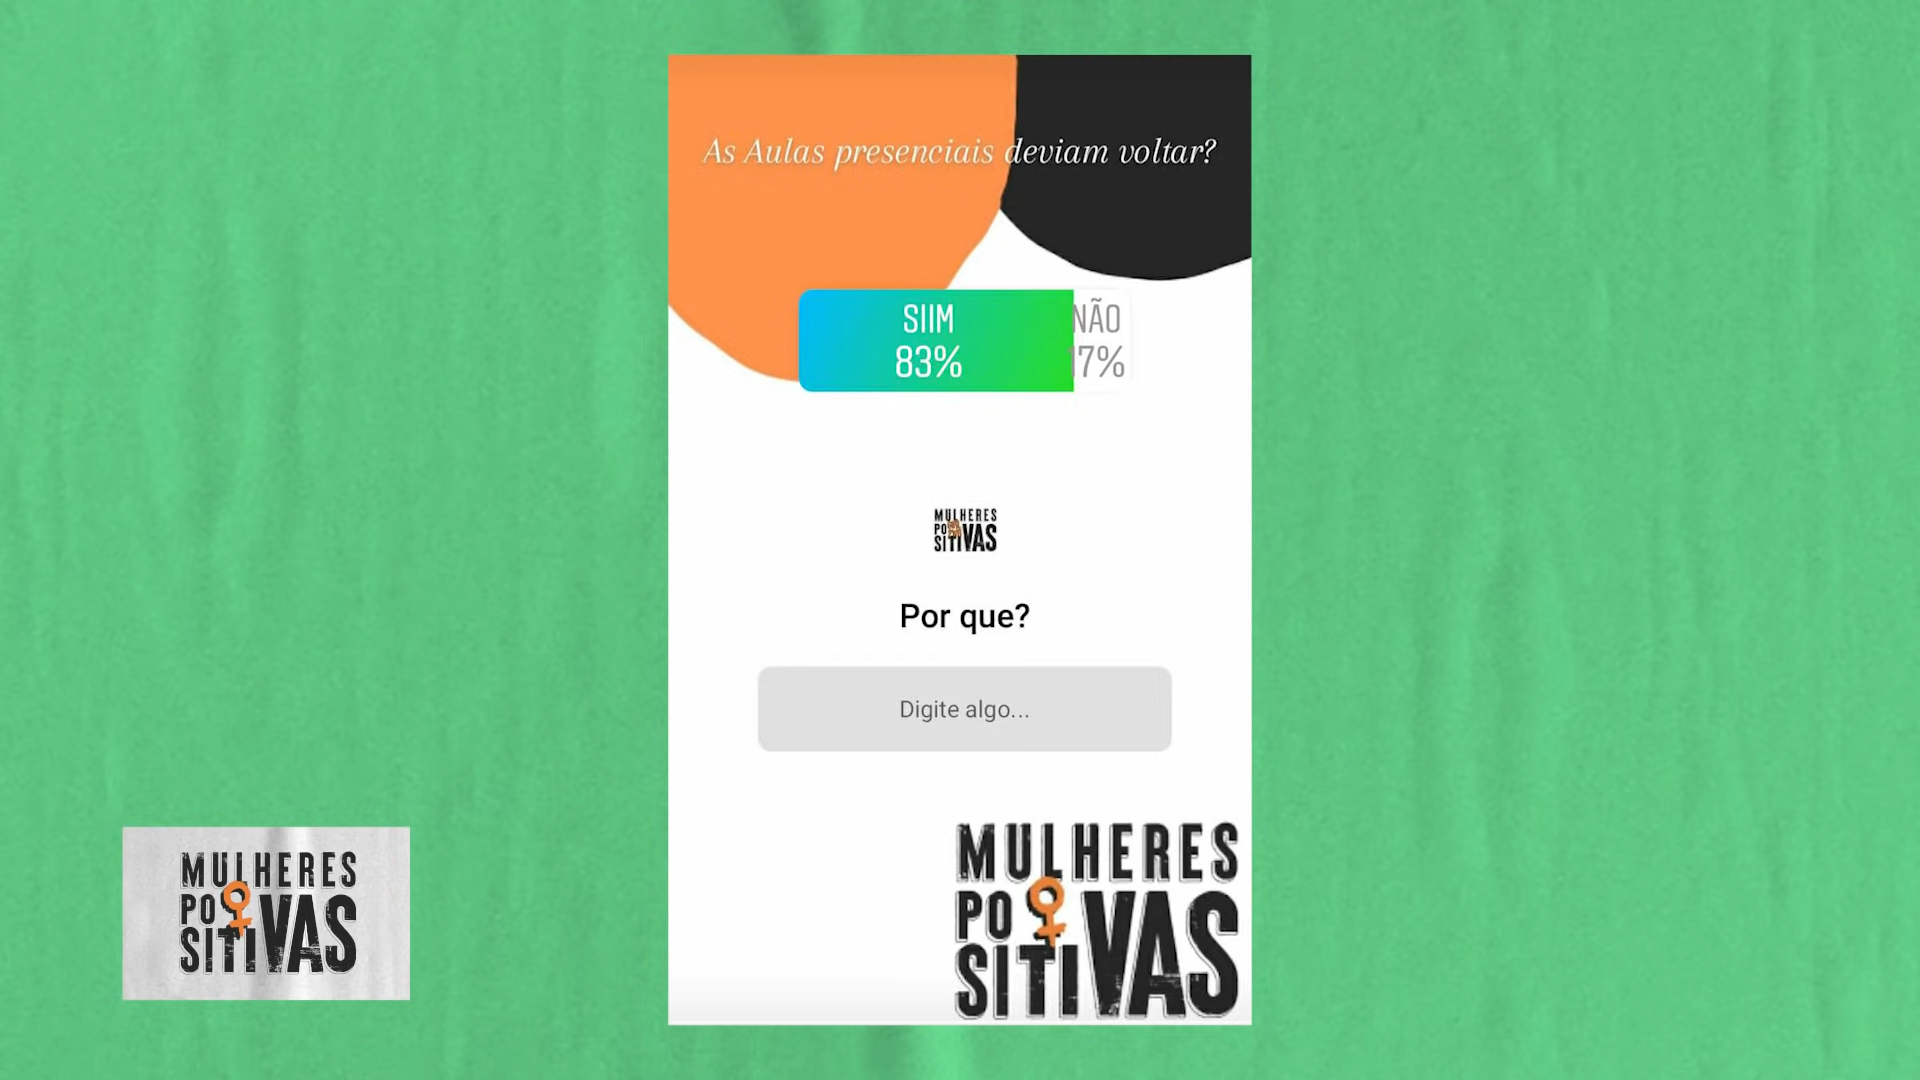 As Aulas presenciais deviam voltar?
SIIM
NÃO
83%
17%
MULHERES
PO
SITIVAS
Por que?
Digite algo...
MULHERES
PO
SITIVAS
MULHERES
PO
SITIVAS